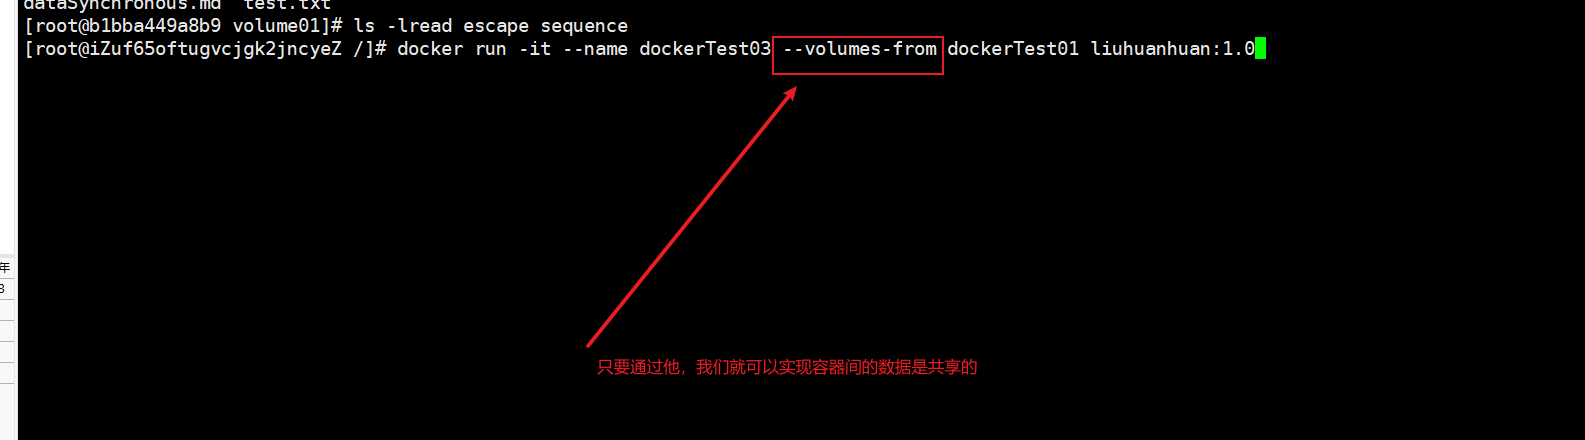 dataSynchronous.md  test.txt
[root@b1bba449a8b9 volume01]# ls -lread escape sequence
[root@iZuf65oftugvcjgk2jncyeZ /]# docker run -it --name dockerTest03 --volumes-from dockerTest01 liuhuanhuan:1.0
年
3
只要通过他，我们就可以实现容器间的数据是共享的